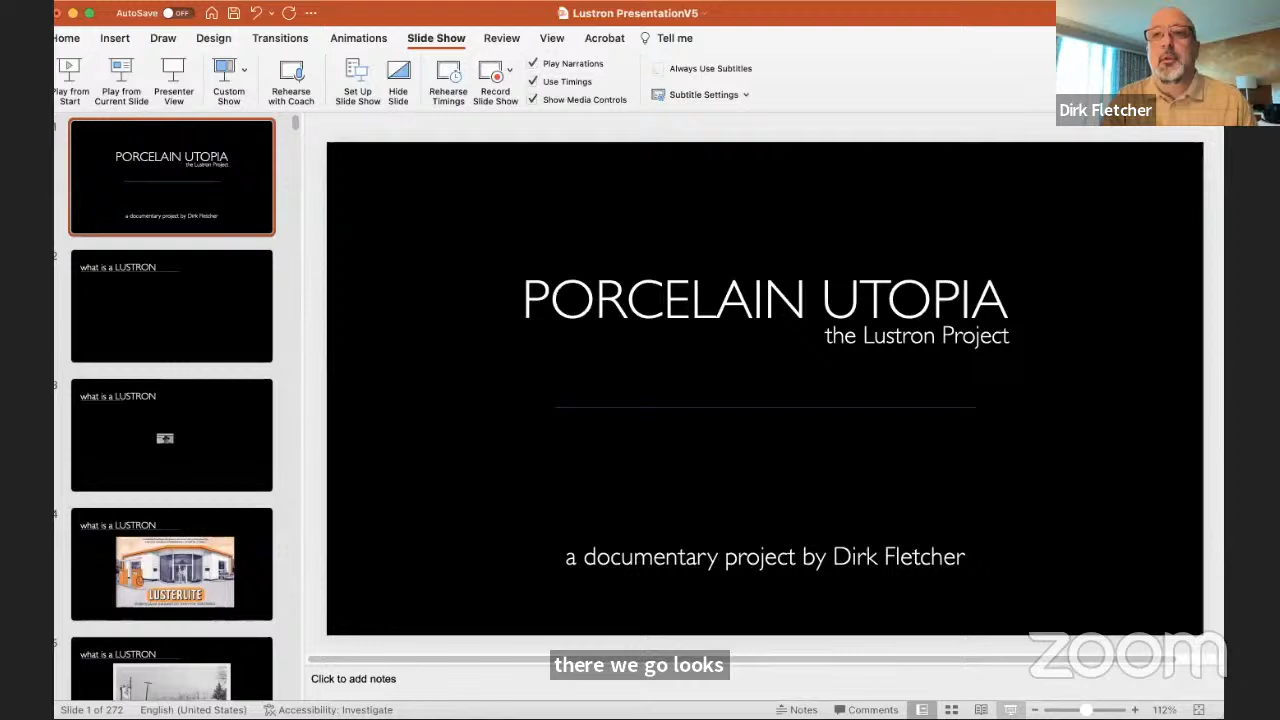 AutoSave OFF
Lustron PresentationV5
Home Insert Draw Design Transitions Animations Slide Show Review View Acrobat Tell me
Play from Start
Play from Current Slide
Presenter View
Custom Show
Rehearse with Coach
Set Up Slide Show
Hide Slide
Rehearse Timings
Record Slide Show
Play Narrations
Use Timings
Show Media Controls
Always Use Subtitles
Subtitle Settings
Dirk Fletcher
1
PORCELAIN UTOPIA
the Lustron Project
a documentary project by Dirk Fletcher
2
what is a LUSTRON
3
what is a LUSTRON
4
what is a LUSTRON
LUSTERLITE
5
what is a LUSTRON
PORCELAIN UTOPIA
the Lustron Project
a documentary project by Dirk Fletcher
there we go looks
zoom
Click to add notes
Slide 1 of 272 English (United States) Accessibility: Investigate Notes Comments 112%